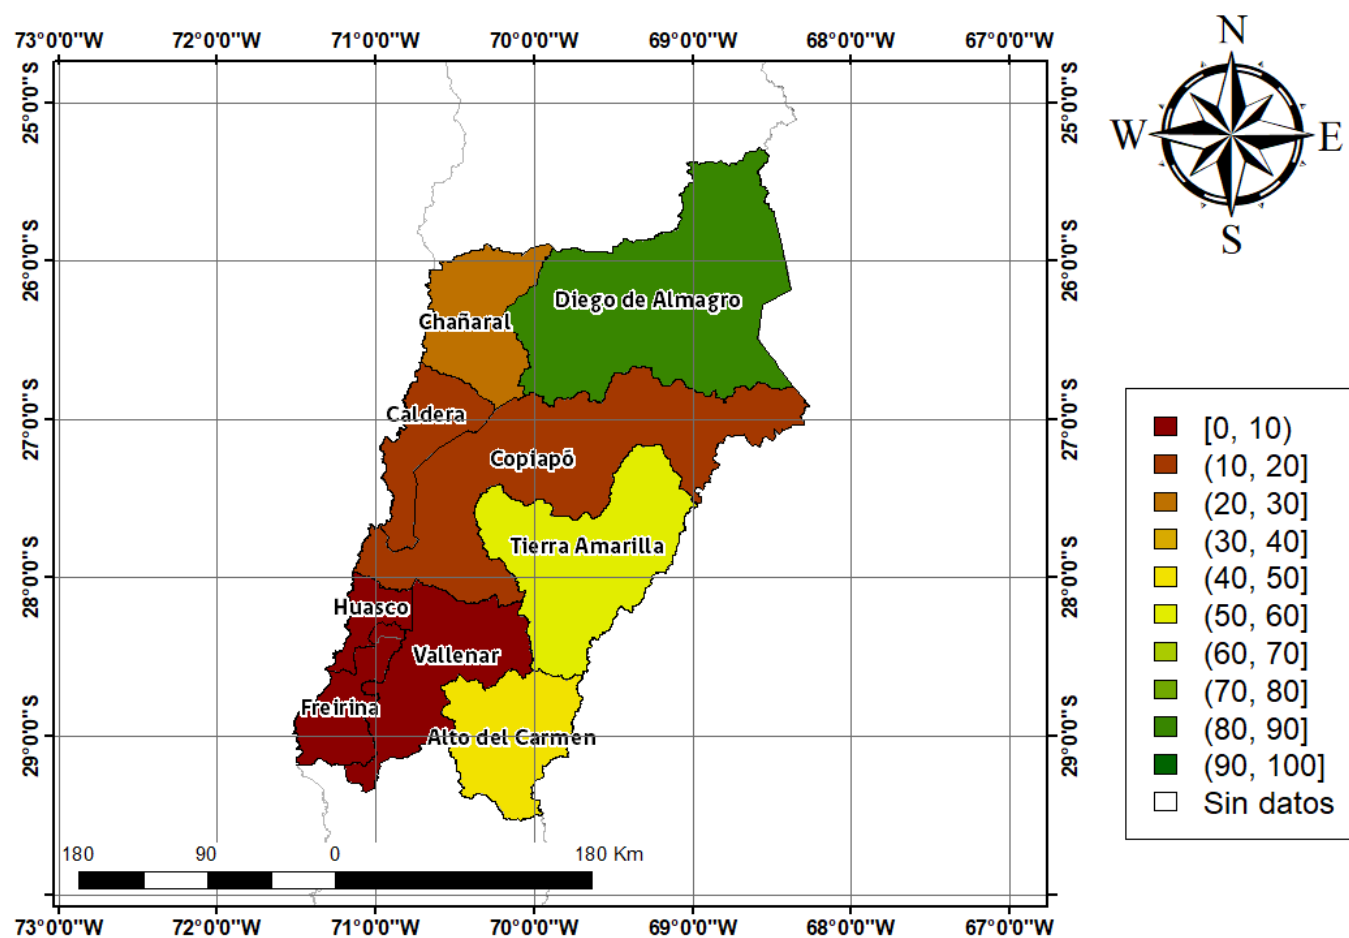 73°0'0"W 72°0'0"W 71°0'0"W 70°0'0"W 69°0'0"W 68°0'0"W 67°0'0"W
N
W E
S
25°0'0"S 25°0'0"S
26°0'0"S 26°0'0"S
Diego de Almagro
Chañaral
Caldera
27°0'0"S 27°0'0"S
Copiapó
Tierra Amarilla
28°0'0"S 28°0'0"S
Huasco
Vallenar
Freirina
Alto del Carmen
29°0'0"S 29°0'0"S
[0, 10)
(10, 20]
(20, 30]
(30, 40]
(40, 50]
(50, 60]
(60, 70]
(70, 80]
(80, 90]
(90, 100]
Sin datos
180 90 0 180 Km
73°0'0"W 72°0'0"W 71°0'0"W 70°0'0"W 69°0'0"W 68°0'0"W 67°0'0"W